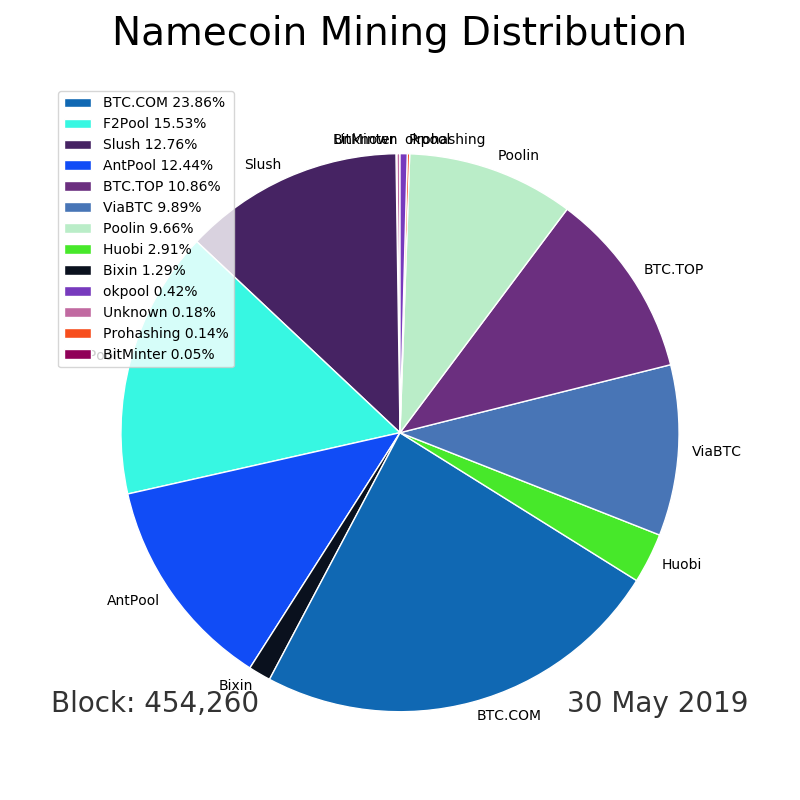 Namecoin Mining Distribution
BTC.COM 23.86%
F2Pool 15.53%
Slush 12.76%
AntPool 12.44%
BTC.TOP 10.86%
ViaBTC 9.89%
Poolin 9.66%
Huobi 2.91%
Bixin 1.29%
okpool 0.42%
Unknown 0.18%
Prohashing 0.14%
BitMinter 0.05%
Unknown
BitMinter
okpool
Prohashing
Slush
Poolin
BTC.TOP
ViaBTC
Huobi
AntPool
Bixin
BTC.COM
Block: 454,260
30 May 2019